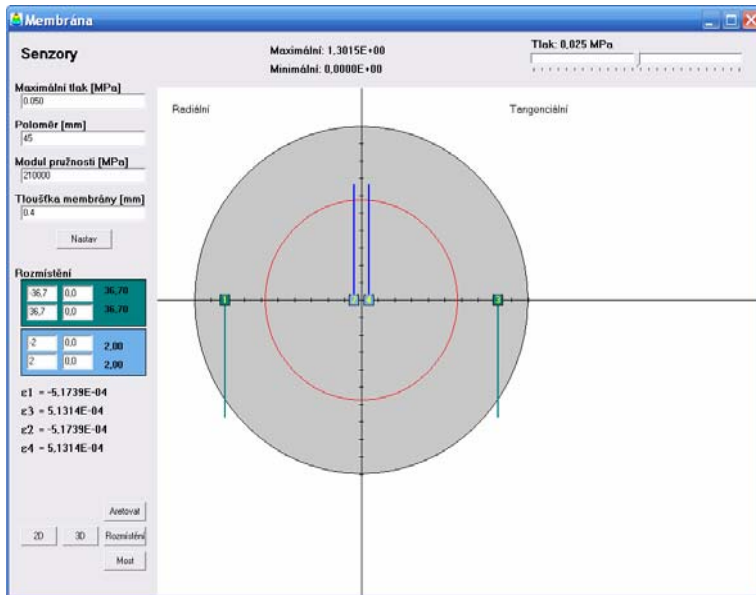 Membrána
Senzory
Maximální: 1,3015E+00
Minimální: 0,0000E+00
Tlak: 0,025 MPa
Maximální tlak [MPa]
0.050
Poloměr [mm]
45
Modul pružnosti [MPa]
210000
Tloušťka membrány [mm]
0.4
Nastav
Rozmístění
-36,7 0,0 36,70
36,7 0,0 36,70
-2 0,0 2,00
2 0,0 2,00
ε1 = -5,1739E-04
ε3 = 5,1314E-04
ε2 = -5,1739E-04
ε4 = 5,1314E-04
Aretovat
2D 3D Rozmístění
Most
Radiální
Tangenciální
1 2 4 3